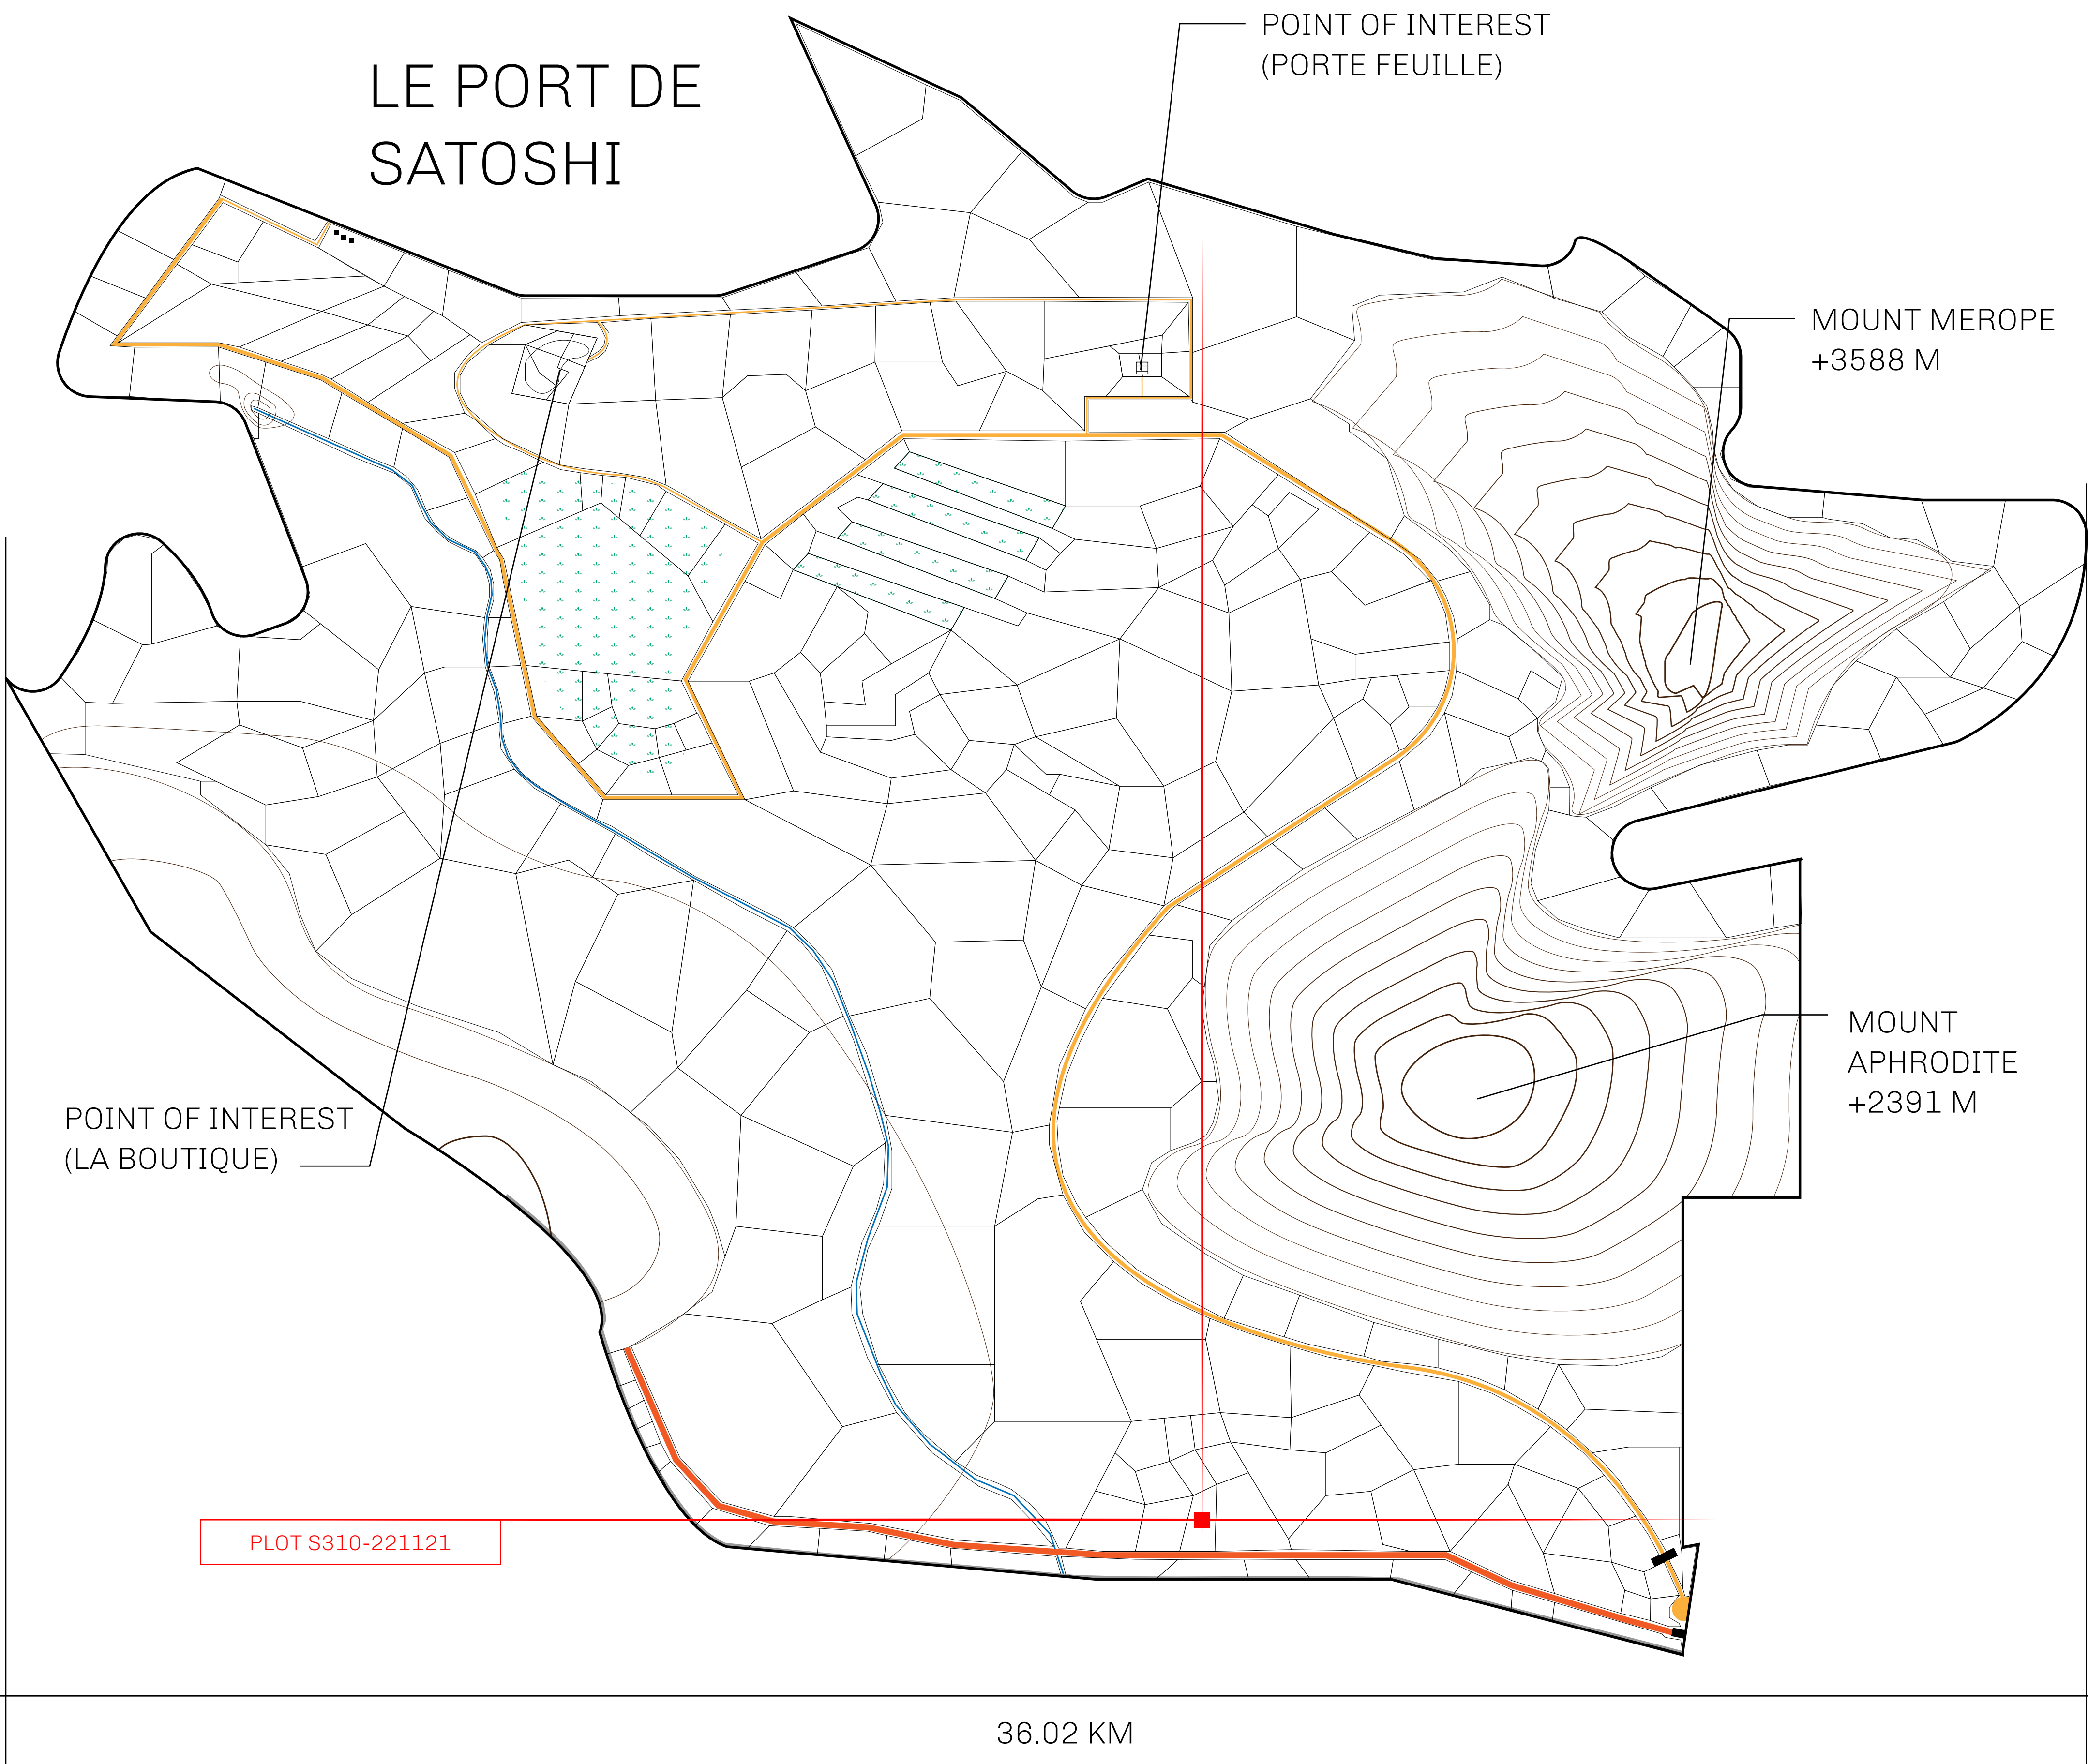 LE PORT DE
SATOSHI
POINT OF INTEREST
(PORTE FEUILLE)
MOUNT MEROPE
+3588 M
MOUNT
APHRODITE
+2391 M
POINT OF INTEREST
(LA BOUTIQUE)
PLOT S310-221121
36.02 KM